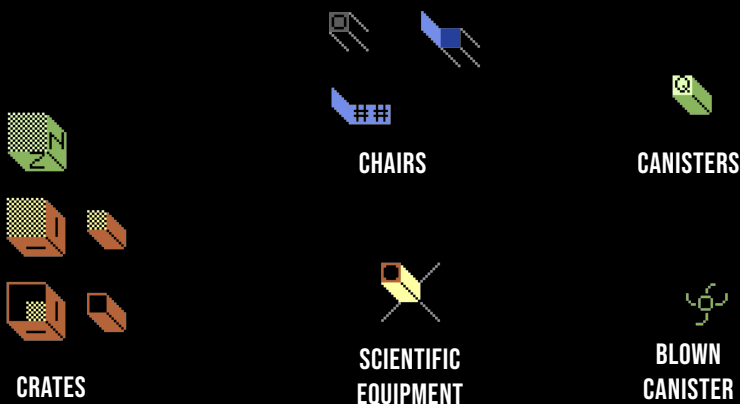 Q
CHAIRS
CANISTERS
N
Z
SCIENTIFIC
EQUIPMENT
BLOWN
CANISTER
CRATES